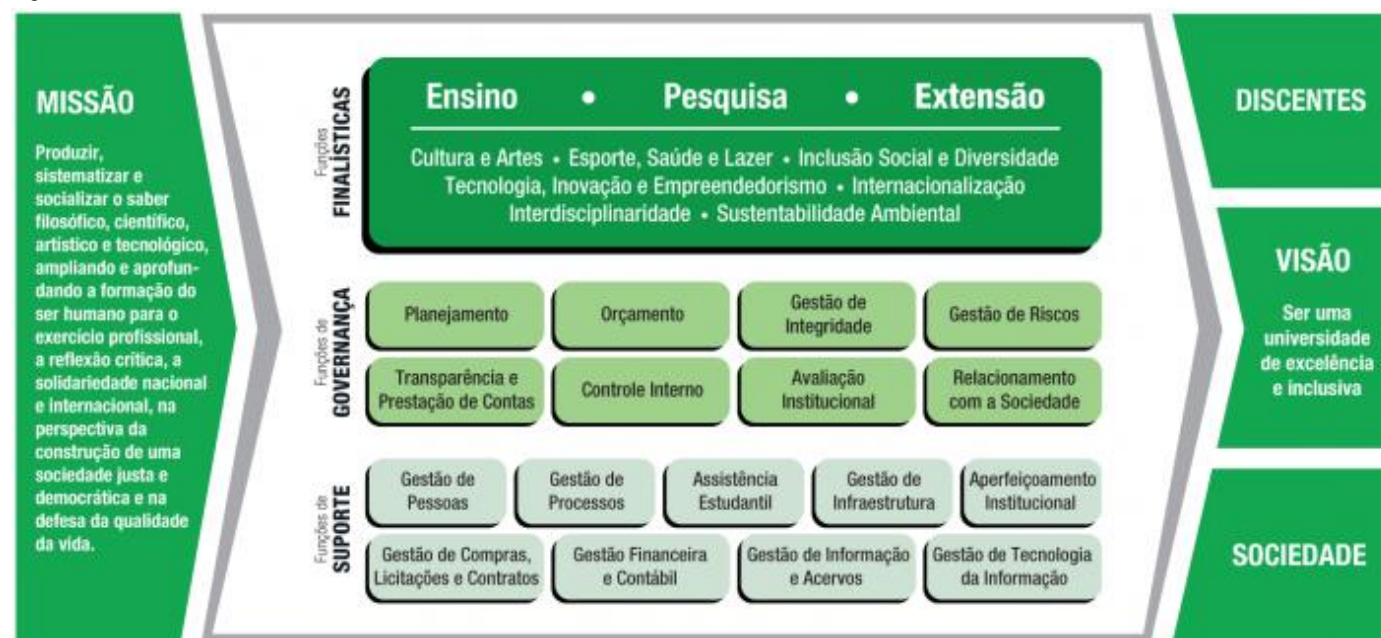 MISSÃO
Produzir,
sistematizar e
socializar o saber
filosófico, científico,
artístico e tecnológico,
ampliando e aprofun-
dando a formação do
ser humano para o
exercício profissional,
a reflexão crítica, a
solidariedade nacional
e internacional, na
perspectiva da
construção de uma
sociedade justa e
democrática e na
defesa da qualidade
da vida.
Funções
FINALÍSTICAS
Ensino • Pesquisa • Extensão
Cultura e Artes • Esporte, Saúde e Lazer • Inclusão Social e Diversidade
Tecnologia, Inovação e Empreendedorismo • Internacionalização
Interdisciplinaridade • Sustentabilidade Ambiental
Funções de
GOVERNANÇA
Planejamento
Orçamento
Gestão de
Integridade
Gestão de Riscos
Transparência e
Prestação de Contas
Controle Interno
Avaliação
Institucional
Relacionamento
com a Sociedade
Funções de
SUPORTE
Gestão de
Pessoas
Gestão de
Processos
Assistência
Estudantil
Gestão de
Infraestrutura
Aperfeiçoamento
Institucional
Gestão de Compras,
Licitações e Contratos
Gestão Financeira
e Contábil
Gestão de Informação
e Acervos
Gestão de Tecnologia
da Informação
DISCENTES
VISÃO
Ser uma
universidade
de excelência
e inclusiva
SOCIEDADE